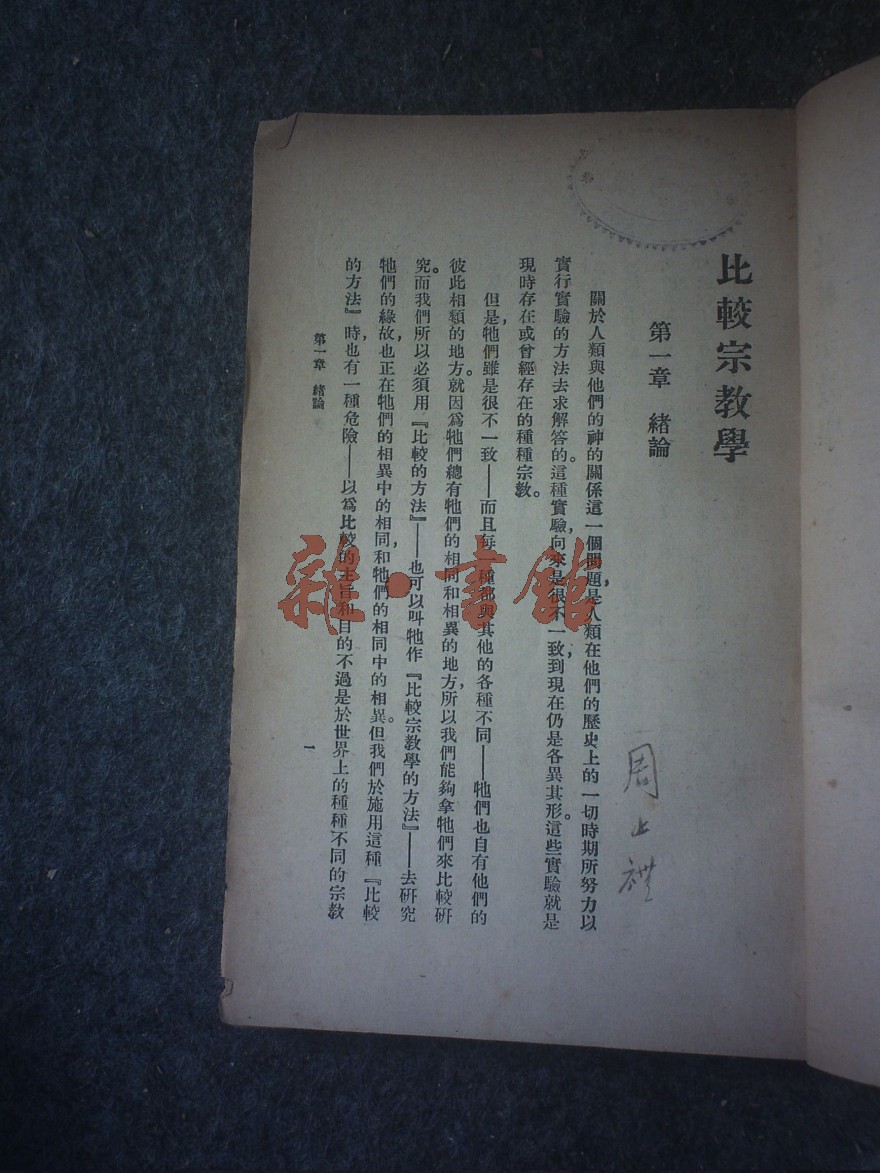 比較宗教學
第一章 緒論
關於人類與他們的神的關係這一個問題,是人類在他們的歷史上的一切時期所努力以
實行實驗的方法去求解答的。這種實驗,向來是很不一致,到現在仍是各異其形。這些實驗就是
現時存在或曾經存在的種種宗教。
但是,牠們雖是很不一致——而且每一種都與其他的各種不同——牠們也自有他們的
彼此相類的地方。就因爲牠們總有牠們的相同和相異的地方,所以我們能夠拿牠們來比較研
究。而我們所以必須用『比較的方法』——也可以叫牠作『比較宗教學的方法』——去研究
牠們的緣故,也正在牠們的相異中的相同,和牠們的相同中的相異。但我們於施用這種『比較
的方法』時,也有一種危險——以爲比較的主旨和目的不過是於世界上的種種不同的宗教
第一章 緒論
一
周上禮
雜·書館